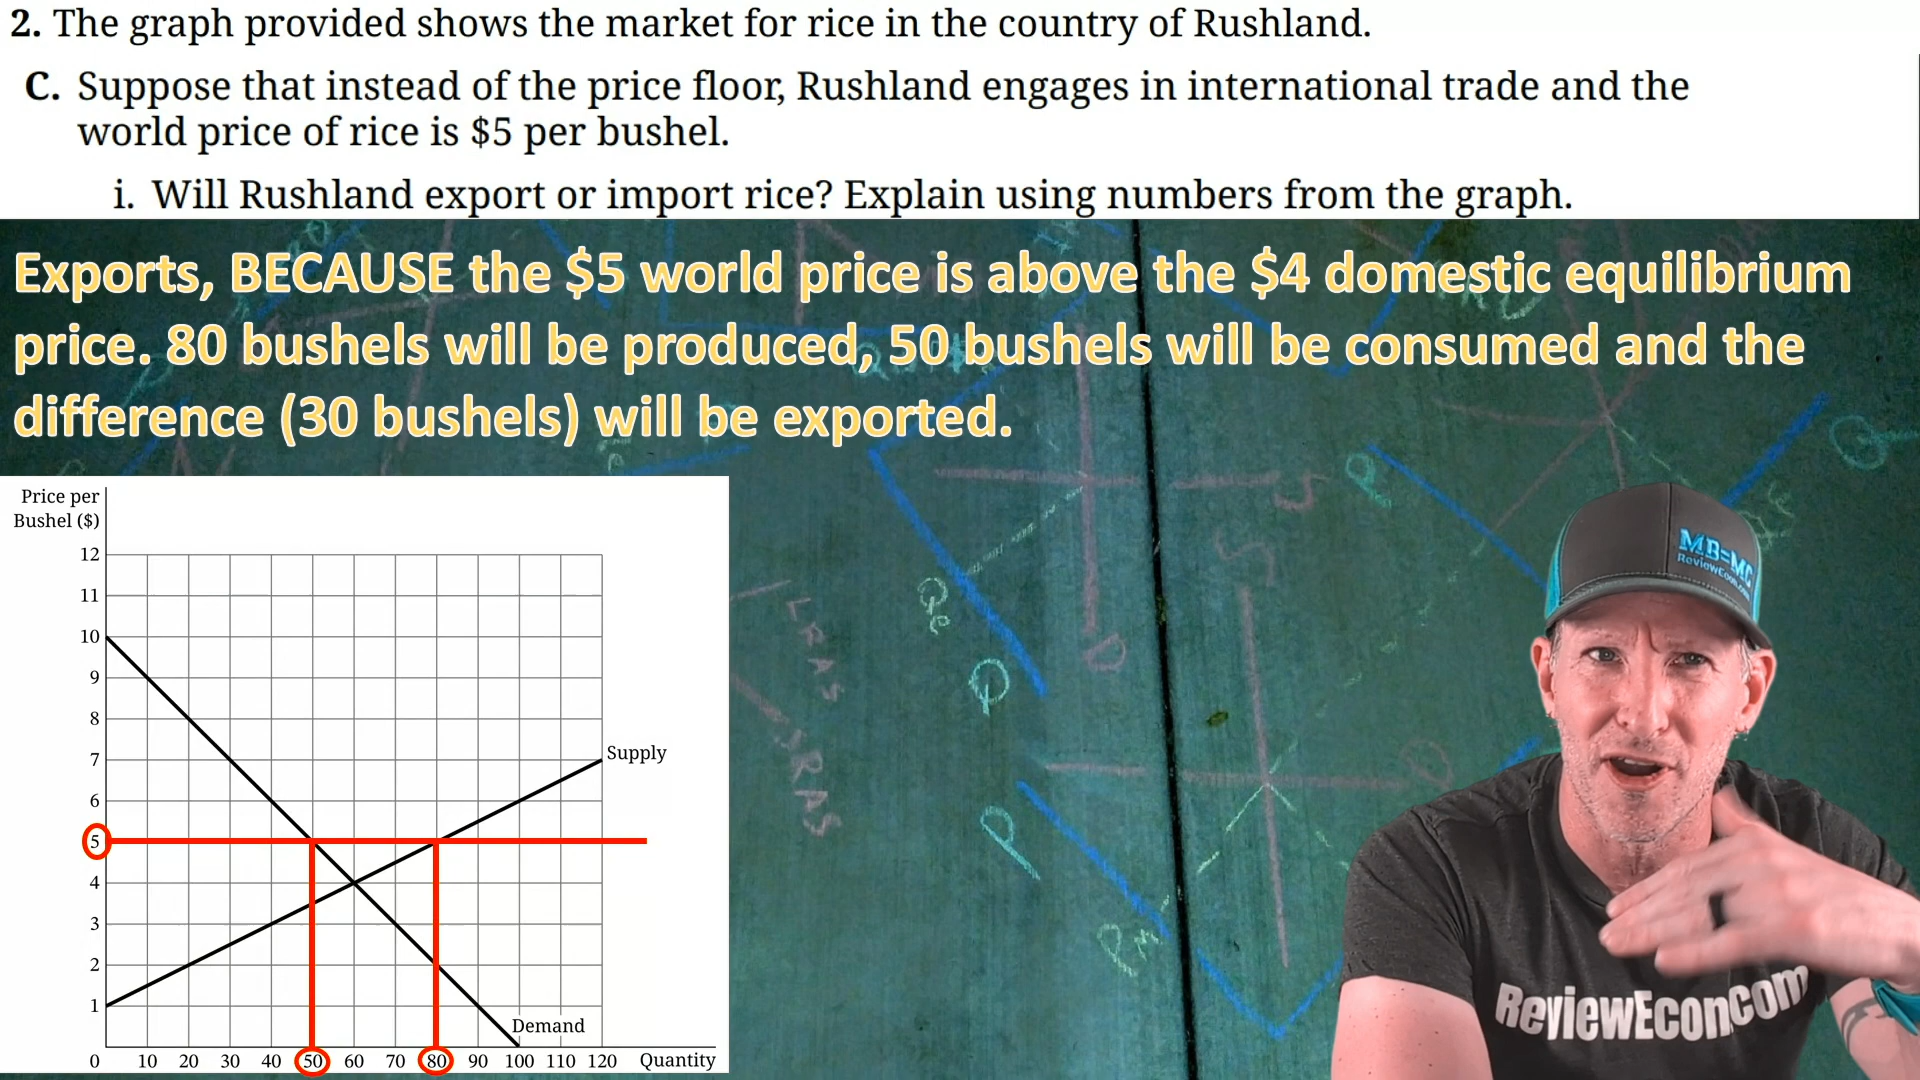 2. The graph provided shows the market for rice in the country of Rushland.
C. Suppose that instead of the price floor, Rushland engages in international trade and the
world price of rice is $5 per bushel.
i. Will Rushland export or import rice? Explain using numbers from the graph.
Exports, BECAUSE the $5 world price is above the $4 domestic equilibrium
price. 80 bushels will be produced, 50 bushels will be consumed and the
difference (30 bushels) will be exported.
Price per
Bushel ($)
12
11
10
9
8
7
6
5
4
3
2
1
Supply
Demand
0 10 20 30 40 50 60 70 80 90 100 110 120 Quantity
S
P
Q
Qe
Q
LRAS
SRAS
S
D
P
D
MB=MC
ReviewEcon.com
ReviewEcon.com